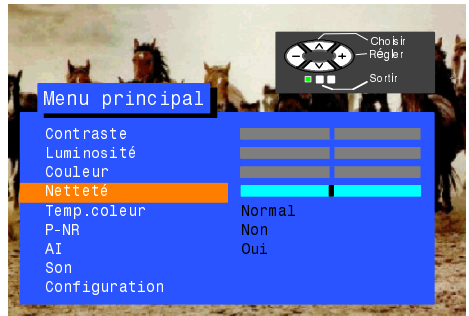 Choisir
Régler
Sortir
Menu principal
Contraste
Luminosité
Couleur
Netteté
Temp.couleur Normal
P-NR Non
AI Oui
Son
Configuration